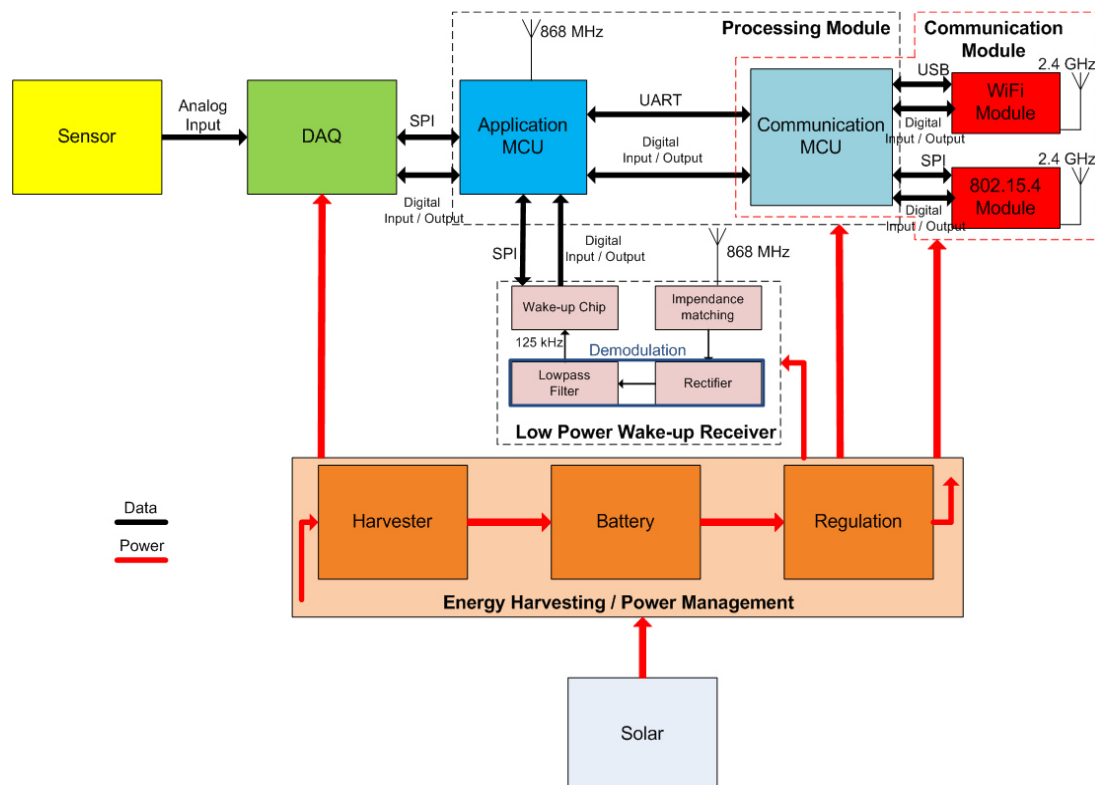 868 MHz
Processing Module
Communication
Module
2.4 GHz
Sensor
Analog
Input
DAQ
SPI
Digital
Input / Output
Application
MCU
UART
Digital
Input / Output
Communication
MCU
USB
Digital
Input / Output
WiFi
Module
SPI
Digital
Input / Output
2.4 GHz
802.15.4
Module
SPI
Digital
Input / Output
868 MHz
Wake-up Chip
Impendance
matching
125 kHz
Demodulation
Lowpass
Filter
Rectifier
Low Power Wake-up Receiver
Data
Power
Harvester
Battery
Regulation
Energy Harvesting / Power Management
Solar